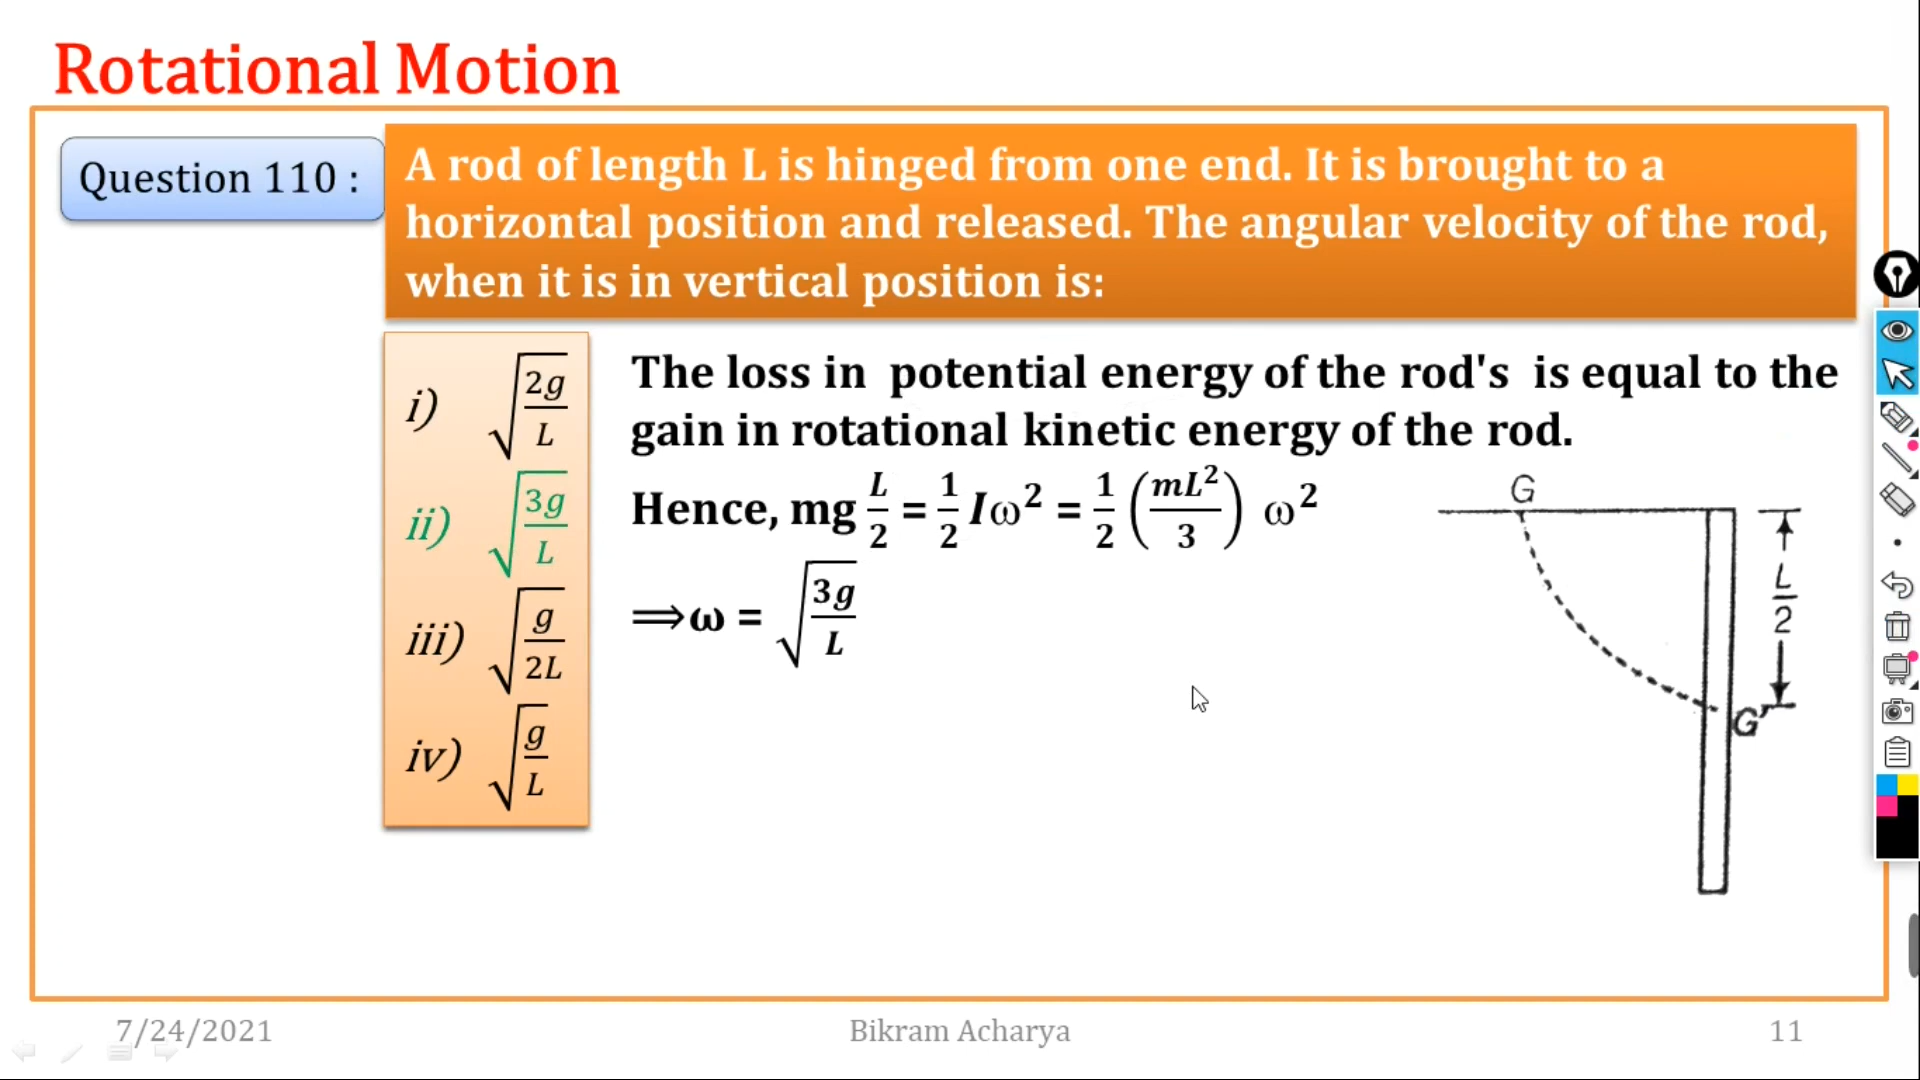 Rotational Motion
Question 110 :
A rod of length L is hinged from one end. It is brought to a
horizontal position and released. The angular velocity of the rod,
when it is in vertical position is:
i) √(2g/L)
ii) √(3g/L)
iii) √(g/2L)
iv) √(g/L)
The loss in potential energy of the rod's is equal to the
gain in rotational kinetic energy of the rod.
Hence, mg L/2 = 1/2 Iω² = 1/2 (mL²/3) ω²
⟹ω = √(3g/L)
G
L/2
G'
7/24/2021
Bikram Acharya
11